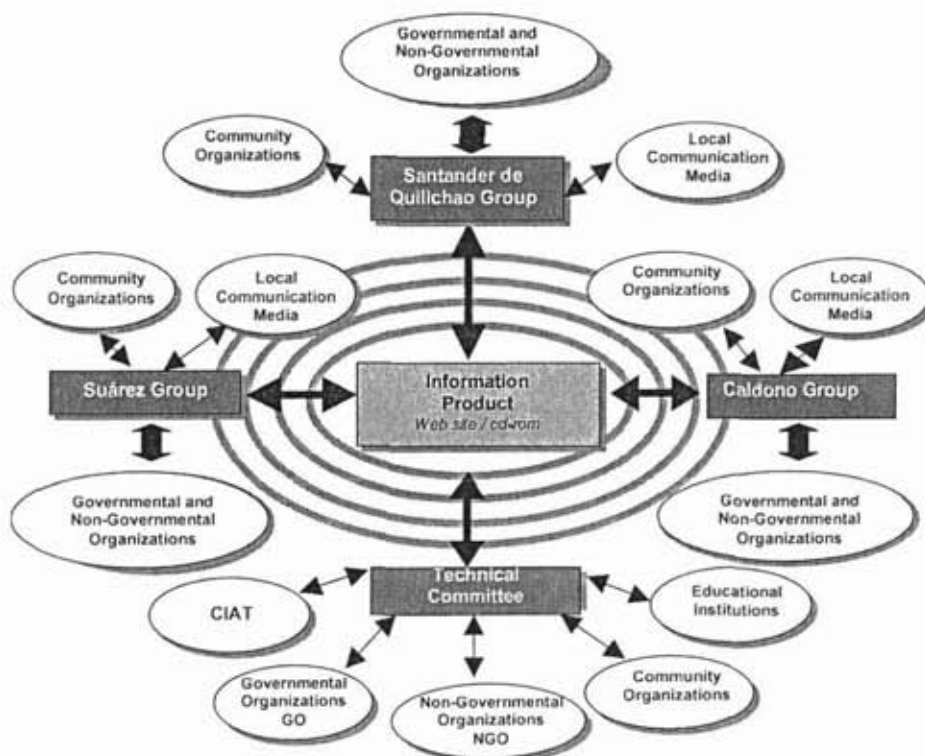 Governmental and
Non-Governmental
Organizations
Community
Organizations
Local
Communication
Media
Santander de
Quilichao Group
Community
Organizations
Local
Communication
Media
Community
Organizations
Local
Communication
Media
Suárez Group
Information
Product
Web site / cd-rom
Caldono Group
Governmental and
Non-Governmental
Organizations
Governmental and
Non-Governmental
Organizations
Technical
Committee
CIAT
Educational
Institutions
Governmental
Organizations
GO
Non-Governmental
Organizations
NGO
Community
Organizations